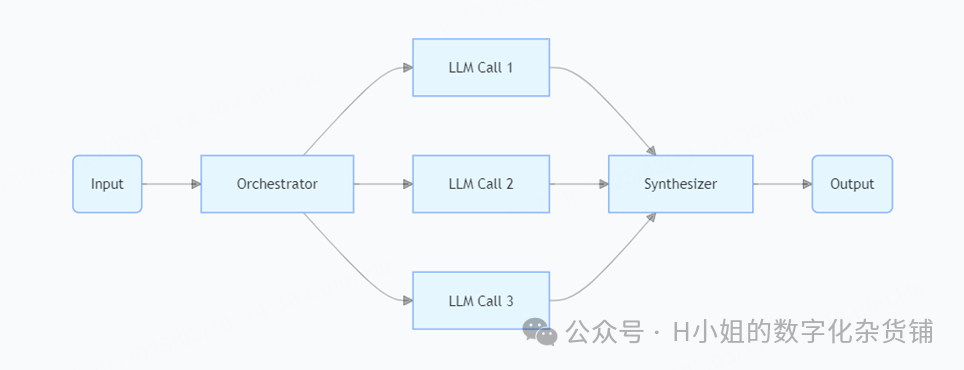 LLM Call 1
Input
Orchestrator
LLM Call 2
Synthesizer
Output
LLM Call 3
公众号 · H小姐的数字化杂货铺